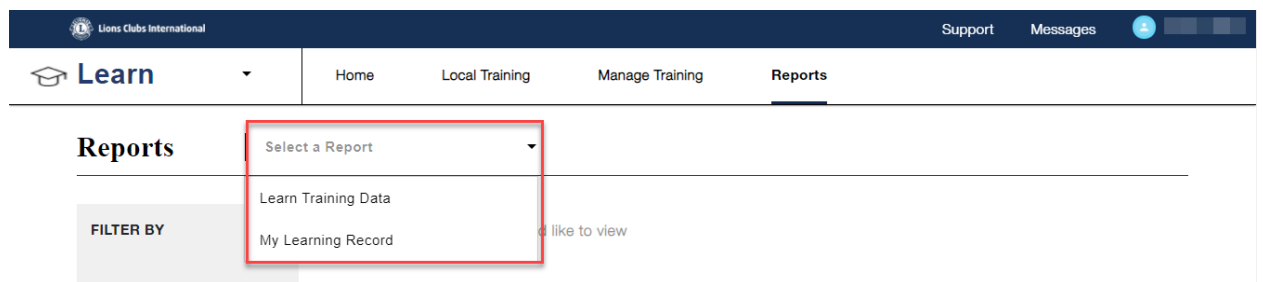 Lions Clubs International
Support Messages
Learn Home Local Training Manage Training Reports
Reports Select a Report
Learn Training Data
FILTER BY like to view
My Learning Record